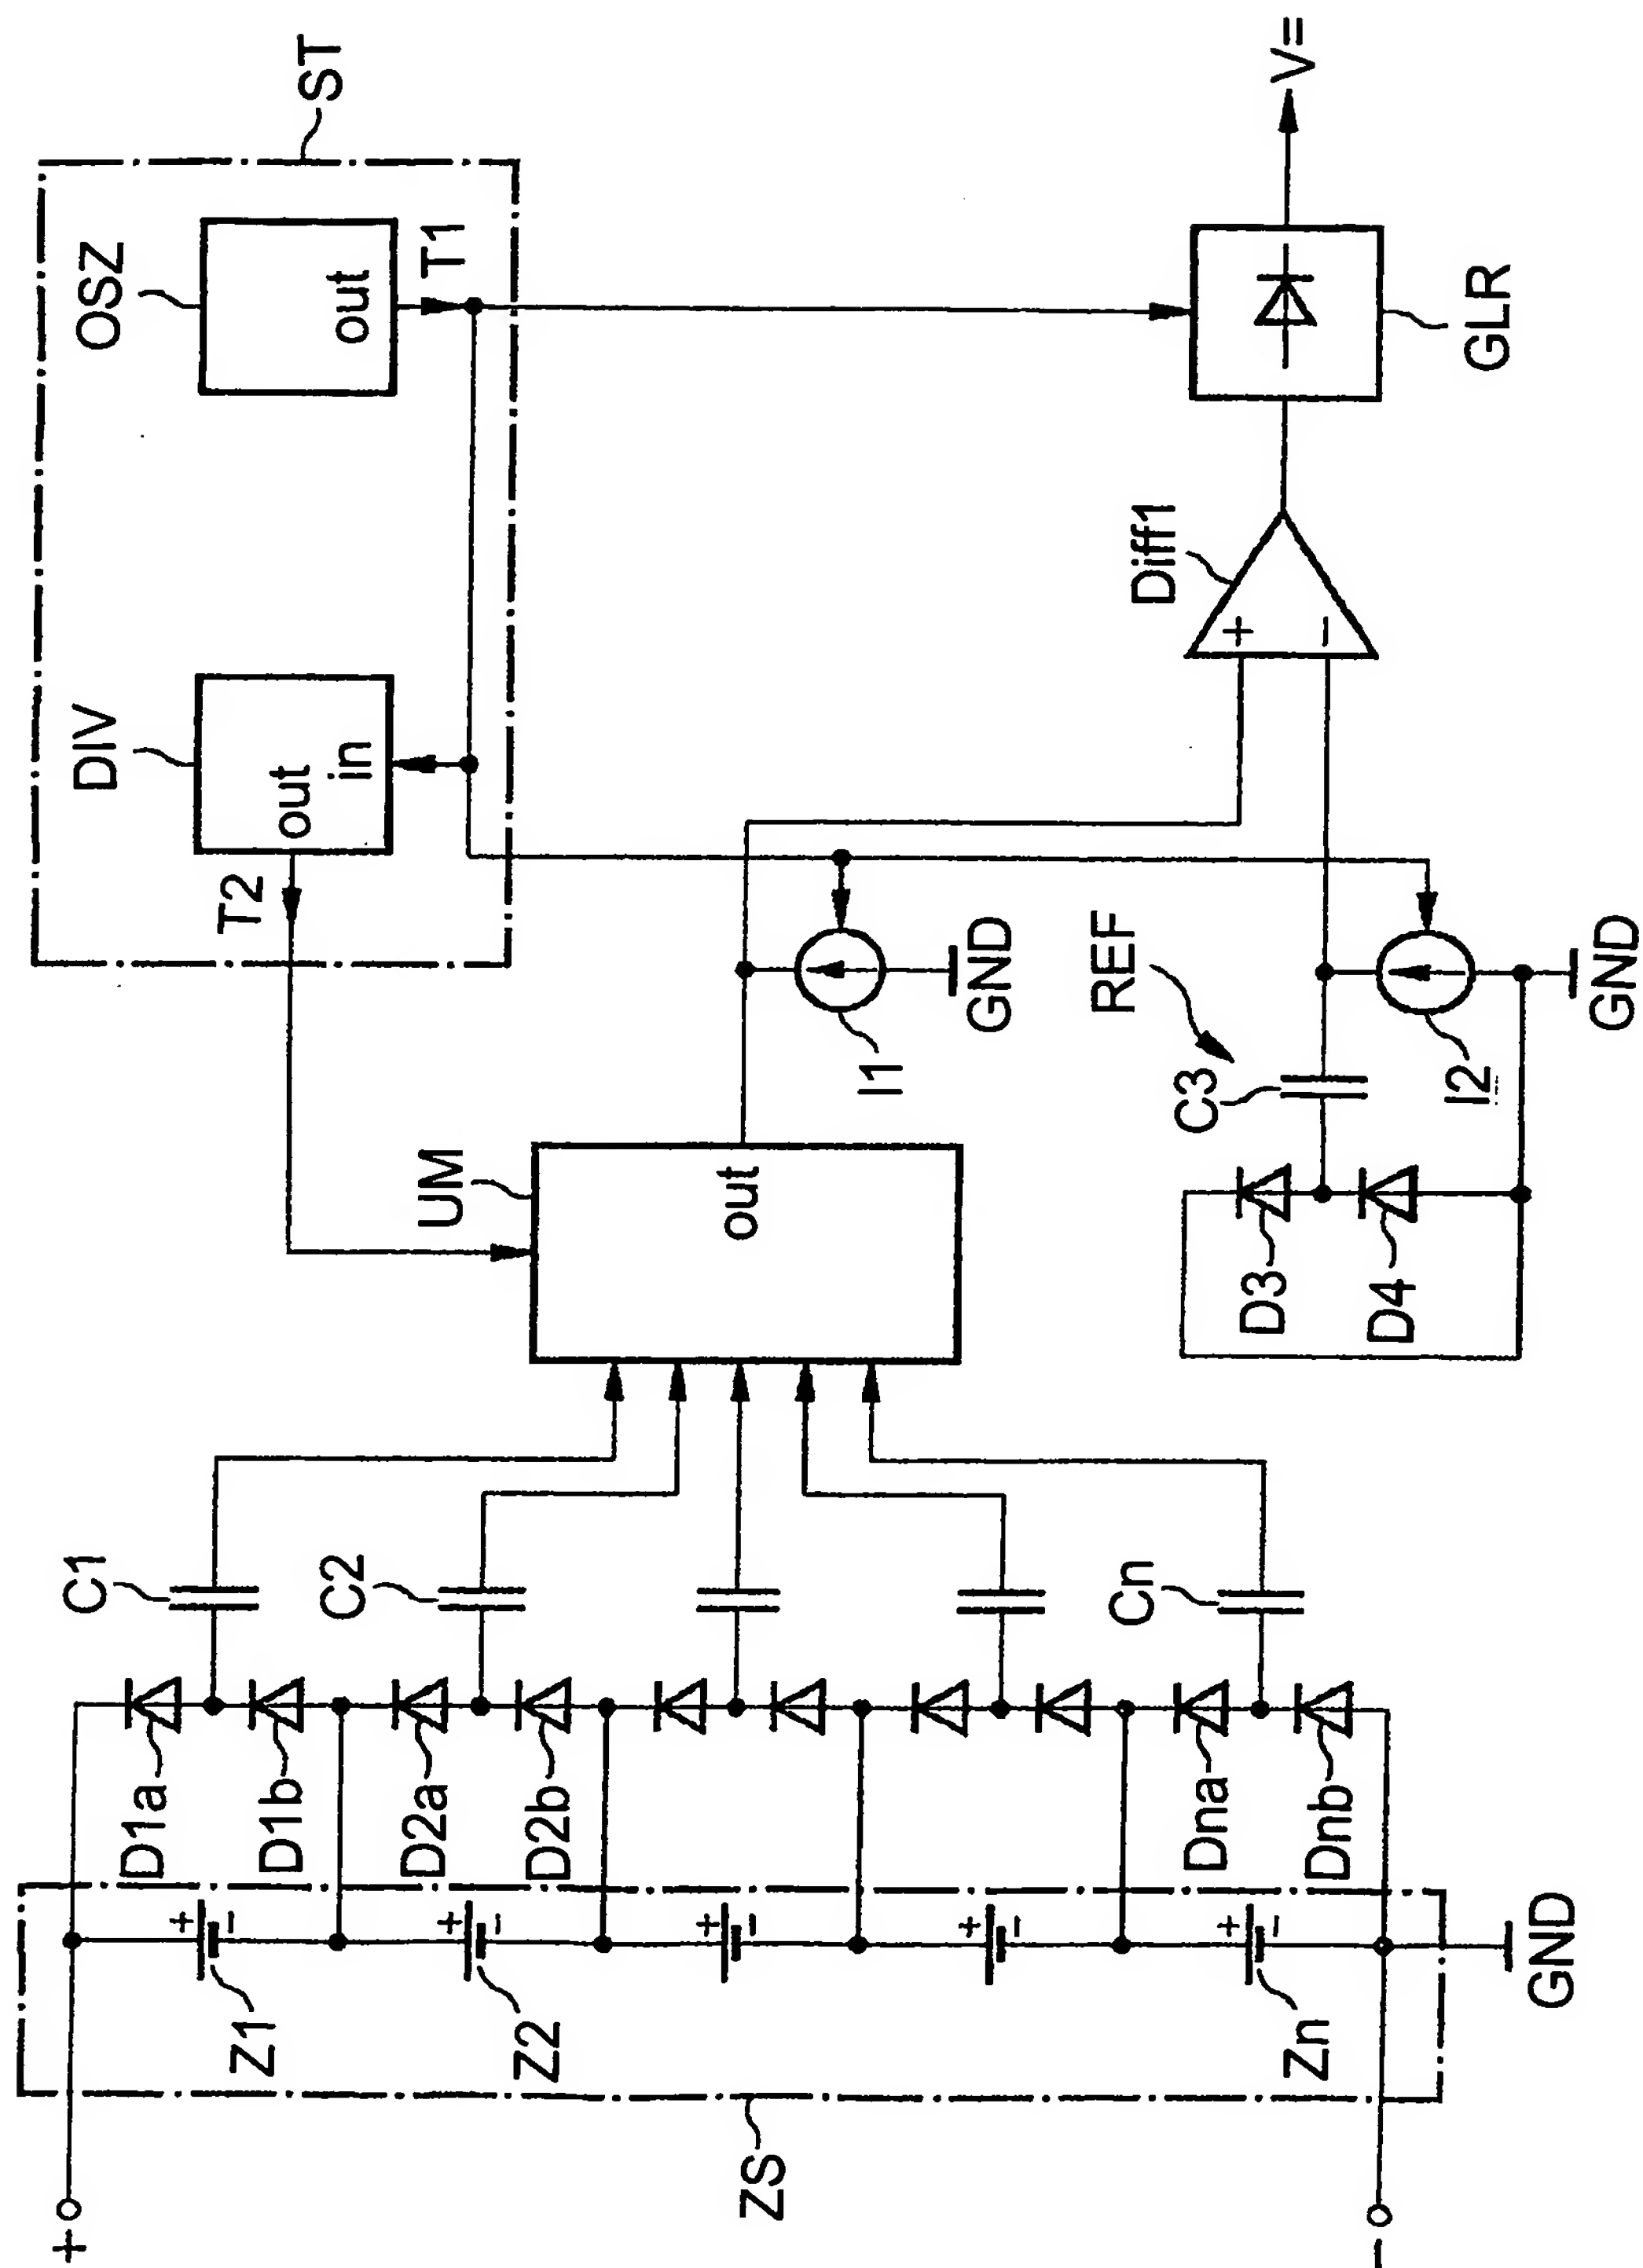 ST
OSZ
out
T1
DIV
out
in
T2
V=
GLR
Diff1
+
−
UM
out
I1
GND
REF
C3
I2
GND
D3
D4
C1
C2
Cn
D1a
D1b
D2a
D2b
Dna
Dnb
+
−
+
−
+
−
+
−
+
−
Z1
Z2
Zn
GND
ZS
+
−